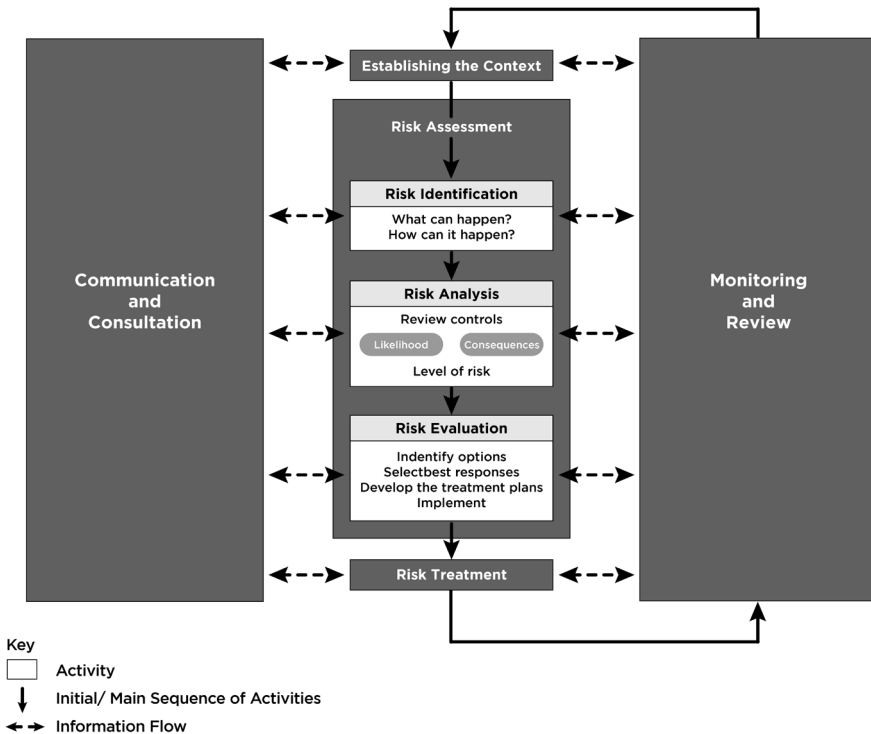 Establishing the Context
Risk Assessment
Risk Identification
What can happen?
How can it happen?
Communication
and
Consultation
Risk Analysis
Review controls
Likelihood
Consequences
Level of risk
Monitoring
and
Review
Risk Evaluation
Indentify options
Selectbest responses
Develop the treatment plans
Implement
Risk Treatment
Key
Activity
Initial/ Main Sequence of Activities
Information Flow